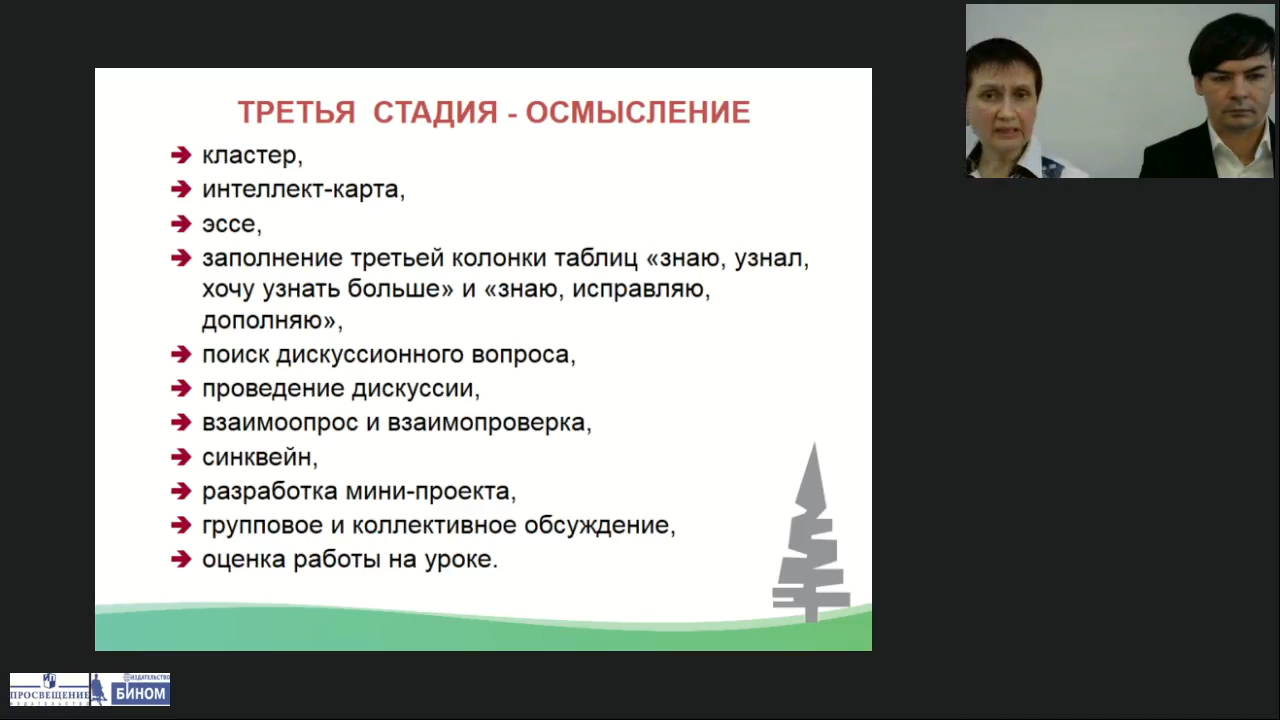 ТРЕТЬЯ СТАДИЯ - ОСМЫСЛЕНИЕ
кластер,
интеллект-карта,
эссе,
заполнение третьей колонки таблиц «знаю, узнал,
хочу узнать больше» и «знаю, исправляю,
дополняю»,
поиск дискуссионного вопроса,
проведение дискуссии,
взаимоопрос и взаимопроверка,
синквейн,
разработка мини-проекта,
групповое и коллективное обсуждение,
оценка работы на уроке.
ПРОСВЕЩЕНИЕ
ИЗДАТЕЛЬСТВО
ИЗДАТЕЛЬСТВО
БИНОМ